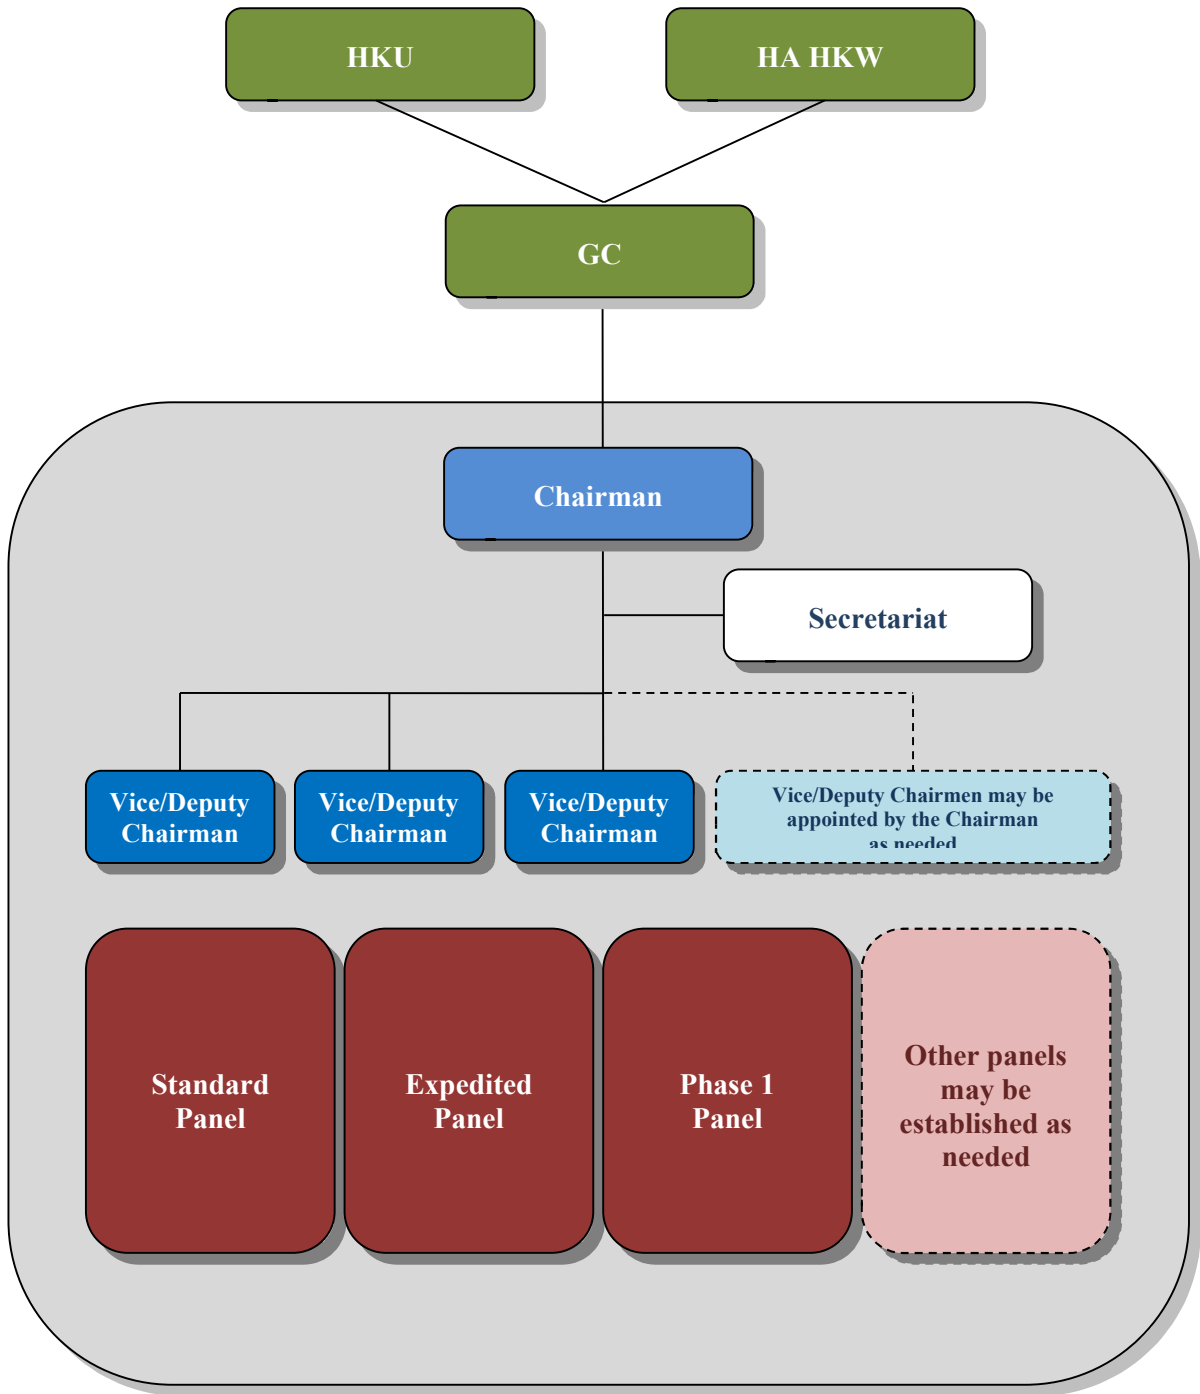 HKU
HA HKW
GC
Chairman
Secretariat
Vice/Deputy
Chairman
Vice/Deputy
Chairman
Vice/Deputy
Chairman
Vice/Deputy Chairmen may be
appointed by the Chairman
as needed
Standard
Panel
Expedited
Panel
Phase 1
Panel
Other panels
may be
established as
needed